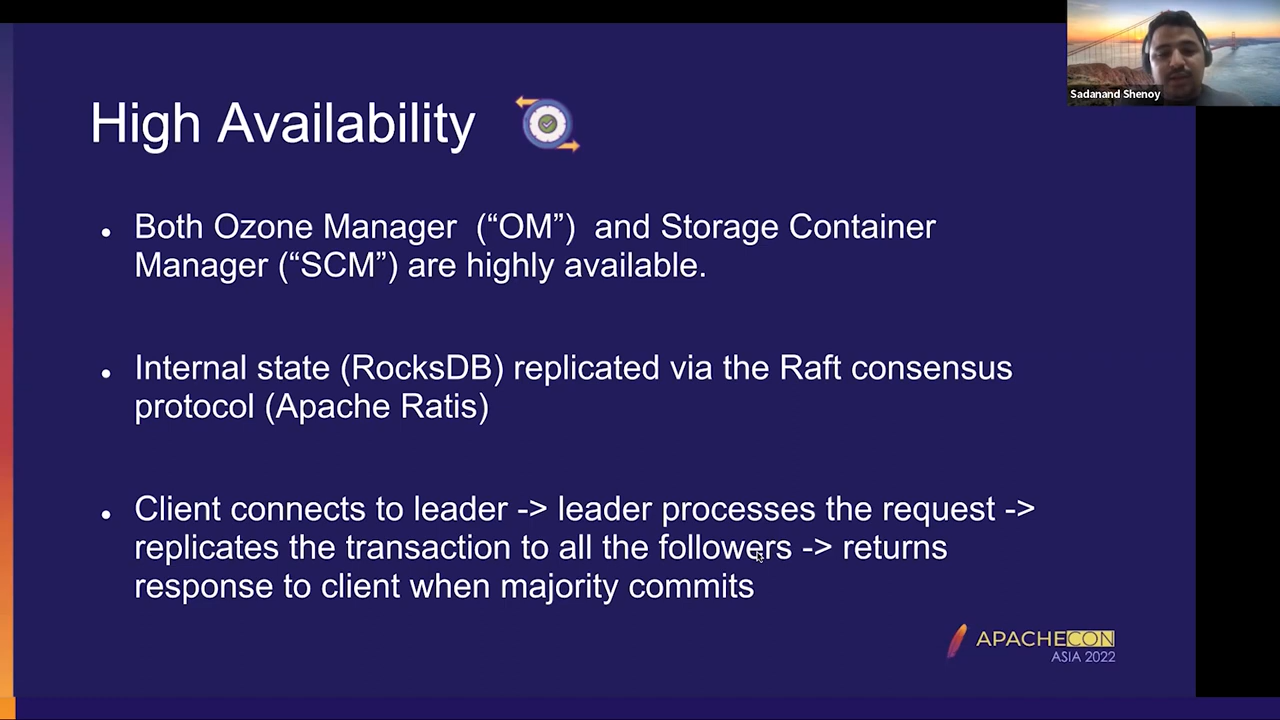 Sadanand Shenoy
High Availability
• Both Ozone Manager (“OM”) and Storage Container
Manager (“SCM”) are highly available.
• Internal state (RocksDB) replicated via the Raft consensus
protocol (Apache Ratis)
• Client connects to leader -> leader processes the request ->
replicates the transaction to all the followers -> returns
response to client when majority commits
APACHECON
ASIA 2022